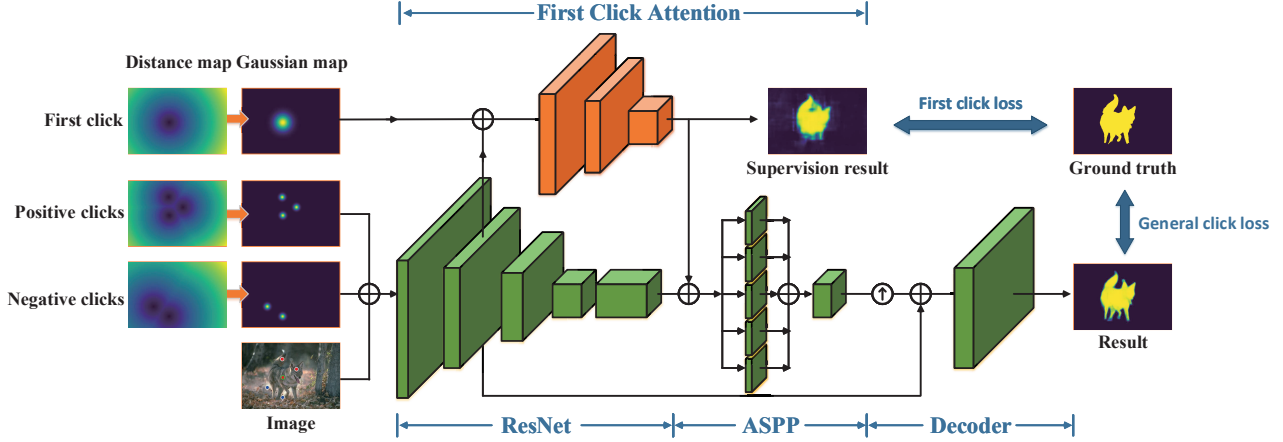 First Click Attention
Distance map Gaussian map
First click
First click loss
Supervision result
Ground truth
Positive clicks
General click loss
Negative clicks
Result
Image
ResNet
ASPP
Decoder